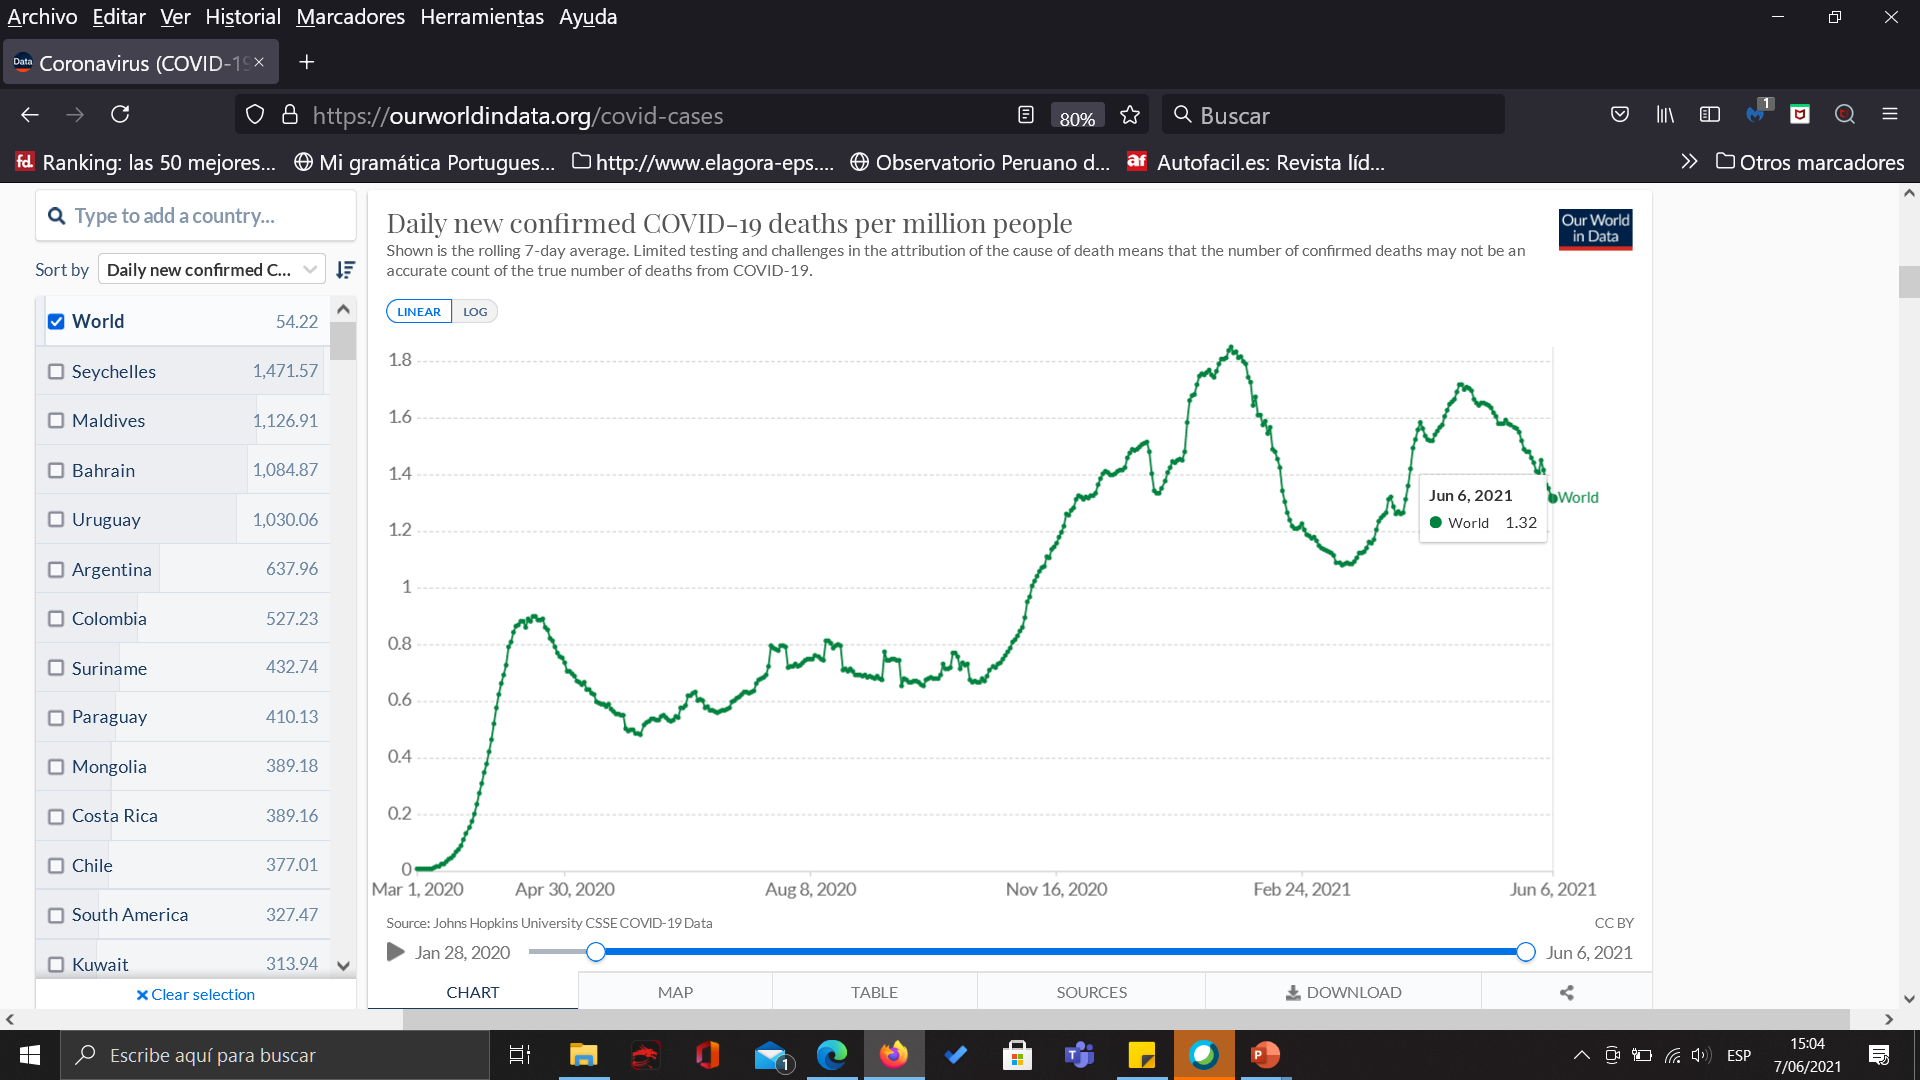 Archivo Editar Ver Historial Marcadores Herramientas Ayuda
Data Coronavirus (COVID-19
https://ourworldindata.org/covid-cases 80% Buscar 1
fd. Ranking: las 50 mejores... Mi gramática Portugues... http://www.elagora-eps.... Observatorio Peruano d... af Autofacil.es: Revista líd... Otros marcadores
Type to add a country...
Sort by Daily new confirmed C...
World 54.22
Seychelles 1,471.57
Maldives 1,126.91
Bahrain 1,084.87
Uruguay 1,030.06
Argentina 637.96
Colombia 527.23
Suriname 432.74
Paraguay 410.13
Mongolia 389.18
Costa Rica 389.16
Chile 377.01
South America 327.47
Kuwait 313.94
Clear selection
Daily new confirmed COVID-19 deaths per million people
Shown is the rolling 7-day average. Limited testing and challenges in the attribution of the cause of death means that the number of confirmed deaths may not be an
accurate count of the true number of deaths from COVID-19.
Our World
in Data
LINEAR LOG
1.8
1.6
1.4
1.2
1
0.8
0.6
0.4
0.2
0
Jun 6, 2021
World 1.32
World
Mar 1, 2020 Apr 30, 2020 Aug 8, 2020 Nov 16, 2020 Feb 24, 2021 Jun 6, 2021
Source: Johns Hopkins University CSSE COVID-19 Data CC BY
Jan 28, 2020 Jun 6, 2021
CHART MAP TABLE SOURCES DOWNLOAD
Escribe aquí para buscar 1 ESP 15:04
7/06/2021